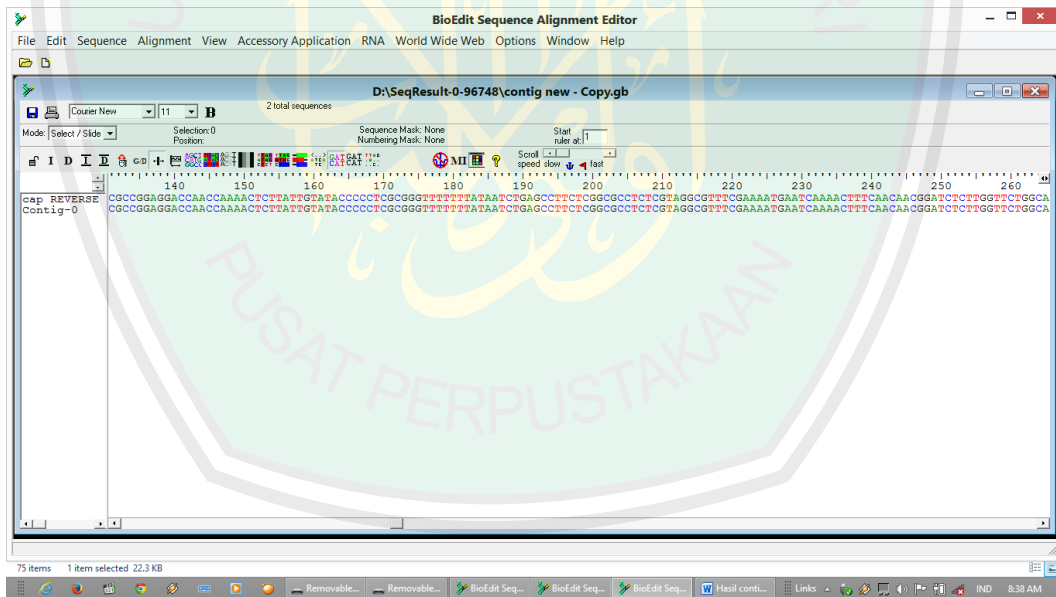 BioEdit Sequence Alignment Editor
File Edit Sequence Alignment View Accessory Application RNA World Wide Web Options Window Help
D:\SeqResult-0-96748\contig new - Copy.gb
Courier New 11 B 2 total sequences
Mode: Select / Slide Selection: 0 Sequence Mask: None Start
Position: Numbering Mask: None ruler at: 1
I D I D G/D MI ? Scroll
speed slow fast
140 150 160 170 180 190 200 210 220 230 240 250 260
cap REVERSE CGCCGGAGGACCAACCAAAACTCTTATTGTATACCCCCTCGCGGGTTTTTTTATAATCTGAGCCTTCTCGGCGCCTCTCGTAGGCGTTTCGAAAATGAATCAAAACTTTCAACAACGGATCTCTTGGTTCTGGCA
Contig-0 CGCCGGAGGACCAACCAAAACTCTTATTGTATACCCCCTCGCGGGTTTTTTTATAATCTGAGCCTTCTCGGCGCCTCTCGTAGGCGTTTCGAAAATGAATCAAAACTTTCAACAACGGATCTCTTGGTTCTGGCA
PUSAT PERPUSTAKAAN
75 items 1 item selected 22.3 KB
Removable... Removable... BioEdit Seq... BioEdit Seq... BioEdit Seq... Hasil conti... Links IND 8:38 AM